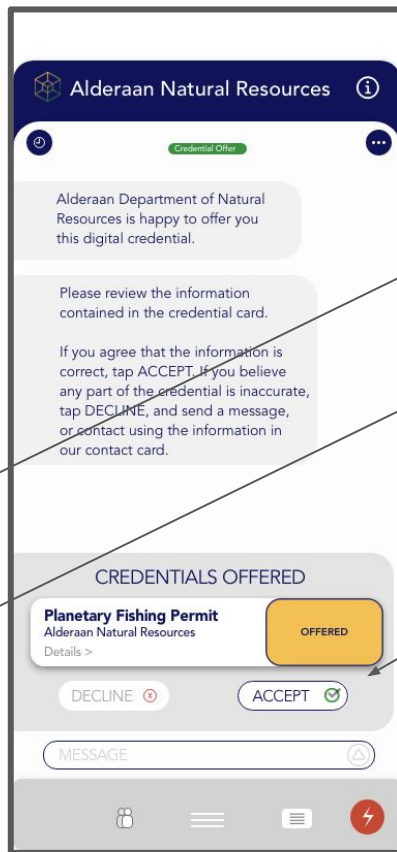 Alderaan Natural Resources
Credential Offer
Alderaan Department of Natural
Resources is happy to offer you
this digital credential.
Please review the information
contained in the credential card.
If you agree that the information is
correct, tap ACCEPT. If you believe
any part of the credential is inaccurate,
tap DECLINE, and send a message,
or contact using the information in
our contact card.
CREDENTIALS OFFERED
Planetary Fishing Permit
Alderaan Natural Resources
Details >
OFFERED
DECLINE
ACCEPT
MESSAGE